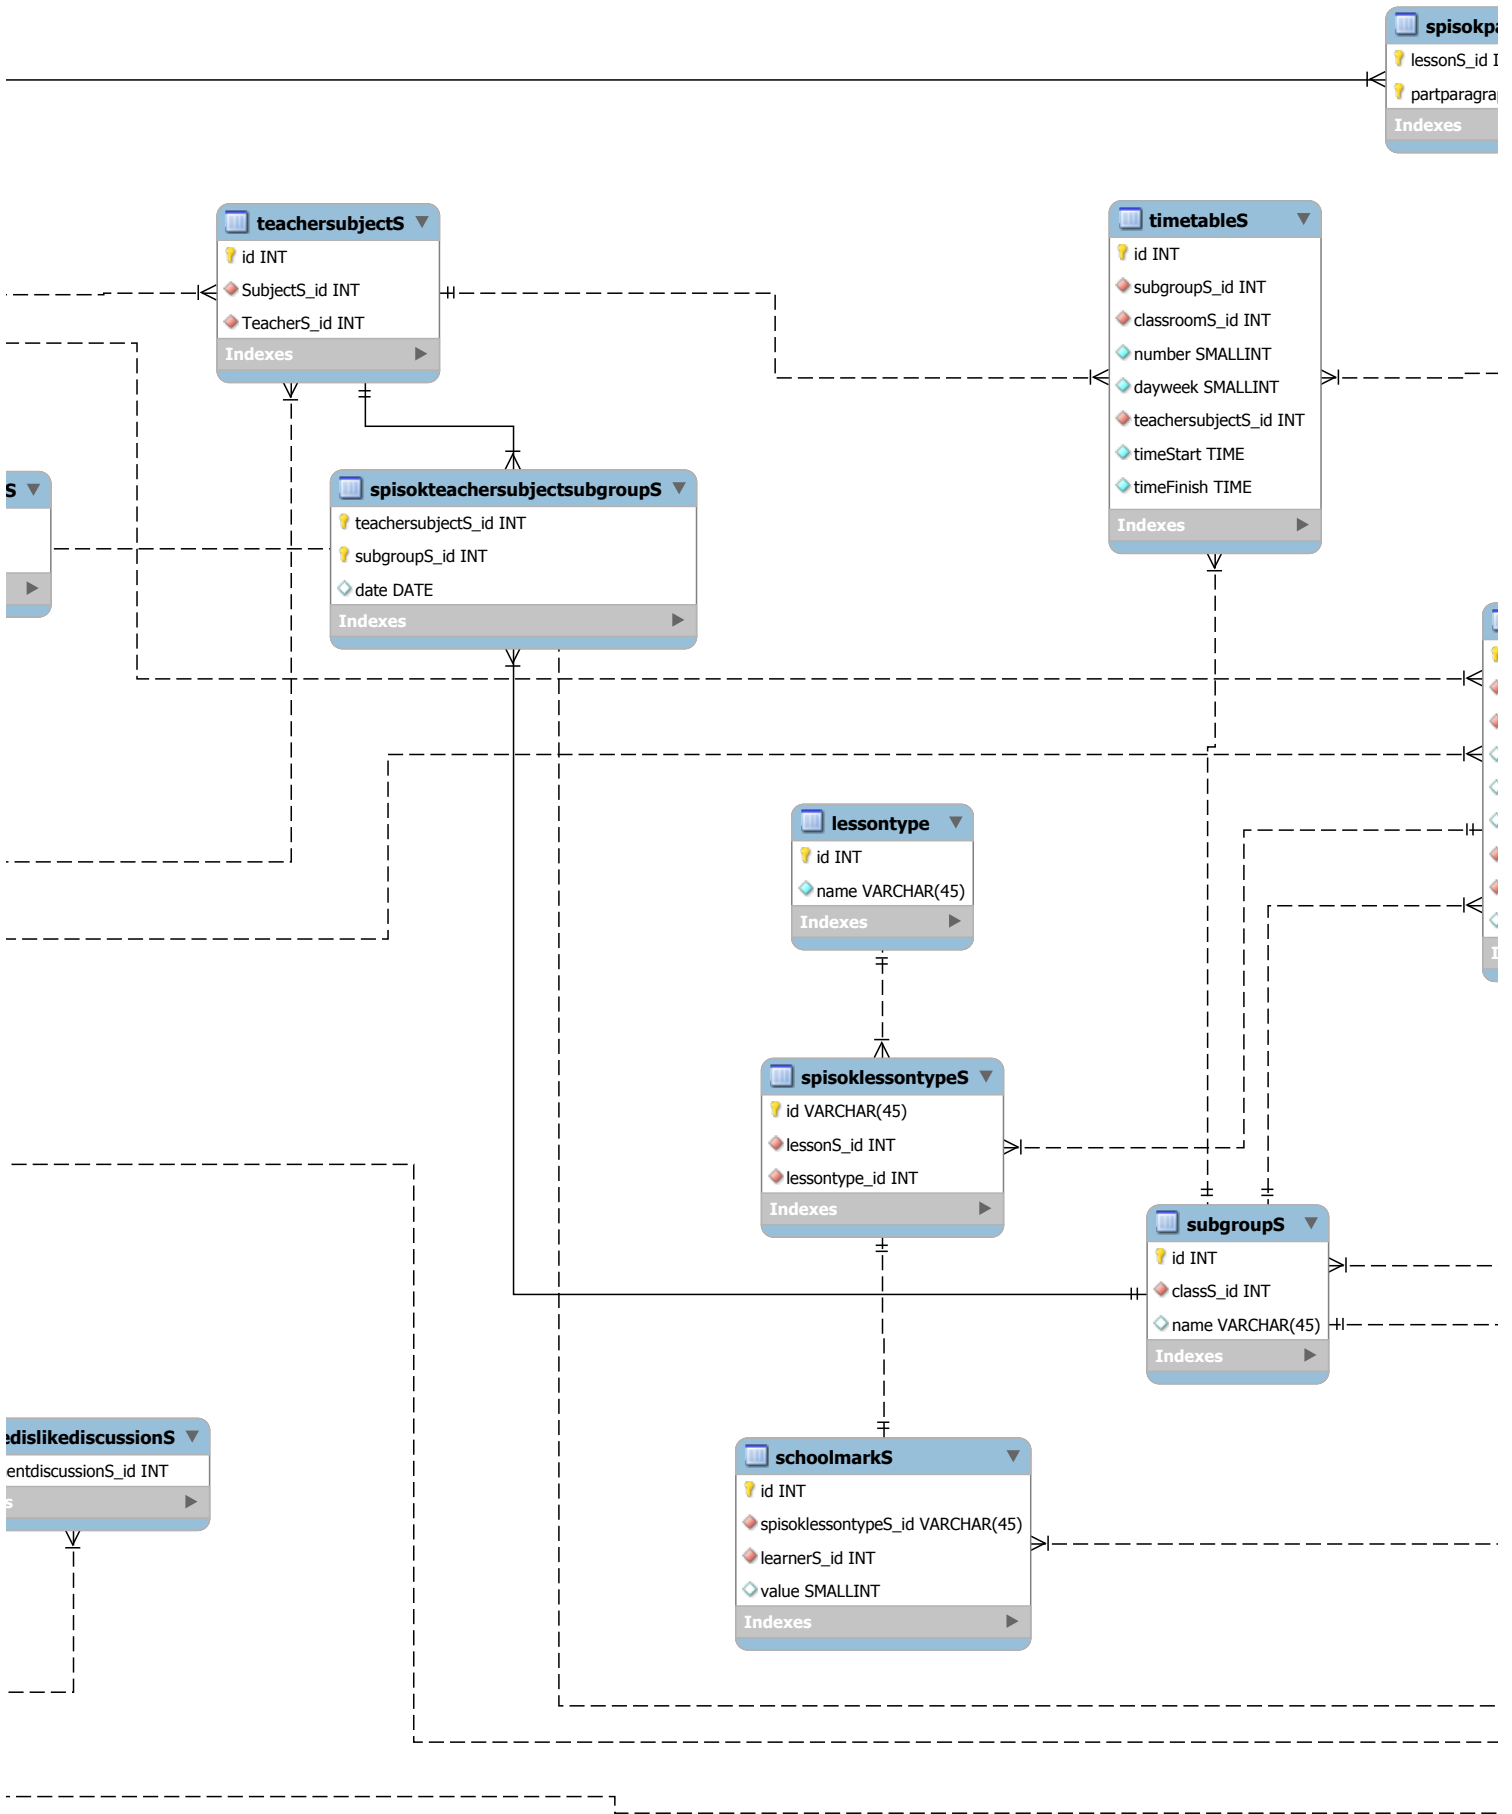 lessonS_id
Indexes
teachersubjectS
id INT
SubjectS_id INT
TeacherS_id INT
Indexes
timetableS
id INT
subgroupS_id INT
classroomS_id INT
number SMALLINT
dayweek SMALLINT
teachersubjectS_id INT
timeStart TIME
timeFinish TIME
Indexes
S
spisokteachersubjectsubgroupS
teachersubjectS_id INT
subgroupS_id INT
date DATE
Indexes
lessontype
id INT
name VARCHAR(45)
Indexes
spisoklessontypeS
id VARCHAR(45)
lessonS_id INT
lessontype_id INT
Indexes
subgroupS
id INT
classS_id INT
name VARCHAR(45)
Indexes
edislikediscussionS
entdiscussionS_id INT
s
schoolmarkS
id INT
spisoklessontypeS_id VARCHAR(45)
learnerS_id INT
value SMALLINT
Indexes